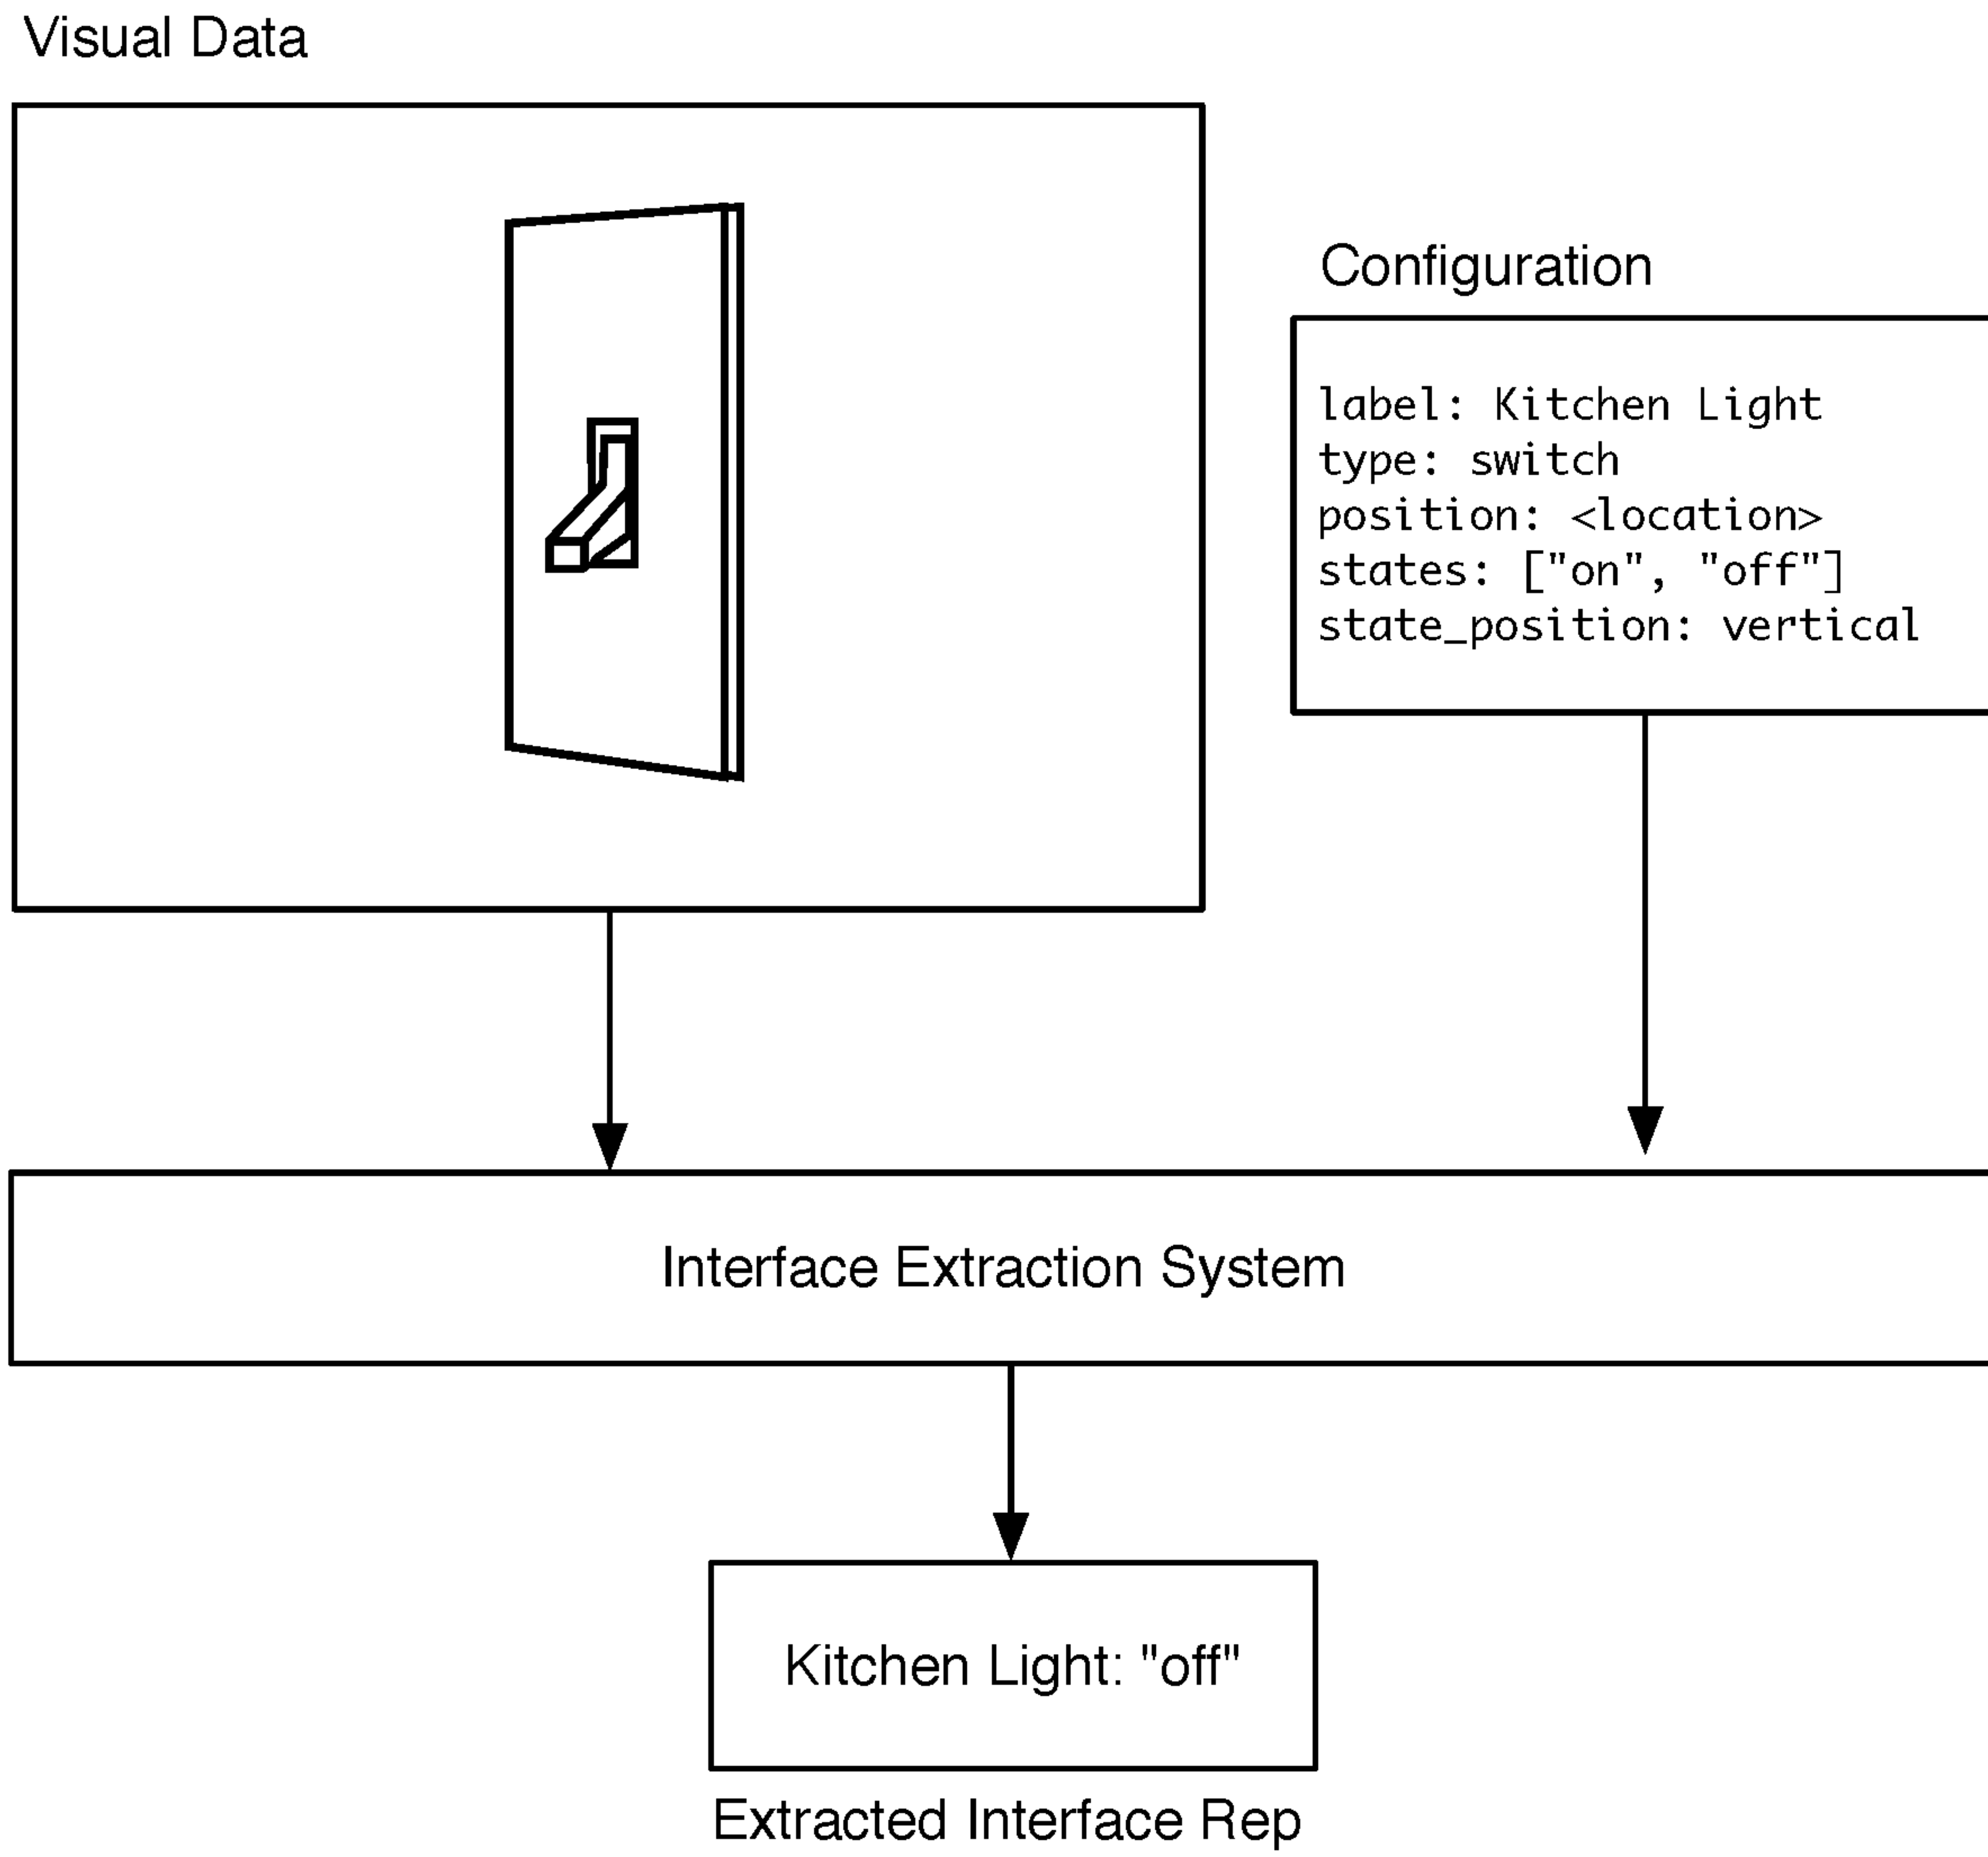 Visual Data
Configuration
label: Kitchen Light
type: switch
position: <location>
states: ["on", "off"]
state_position: vertical
Interface Extraction System
Kitchen Light: "off"
Extracted Interface Rep